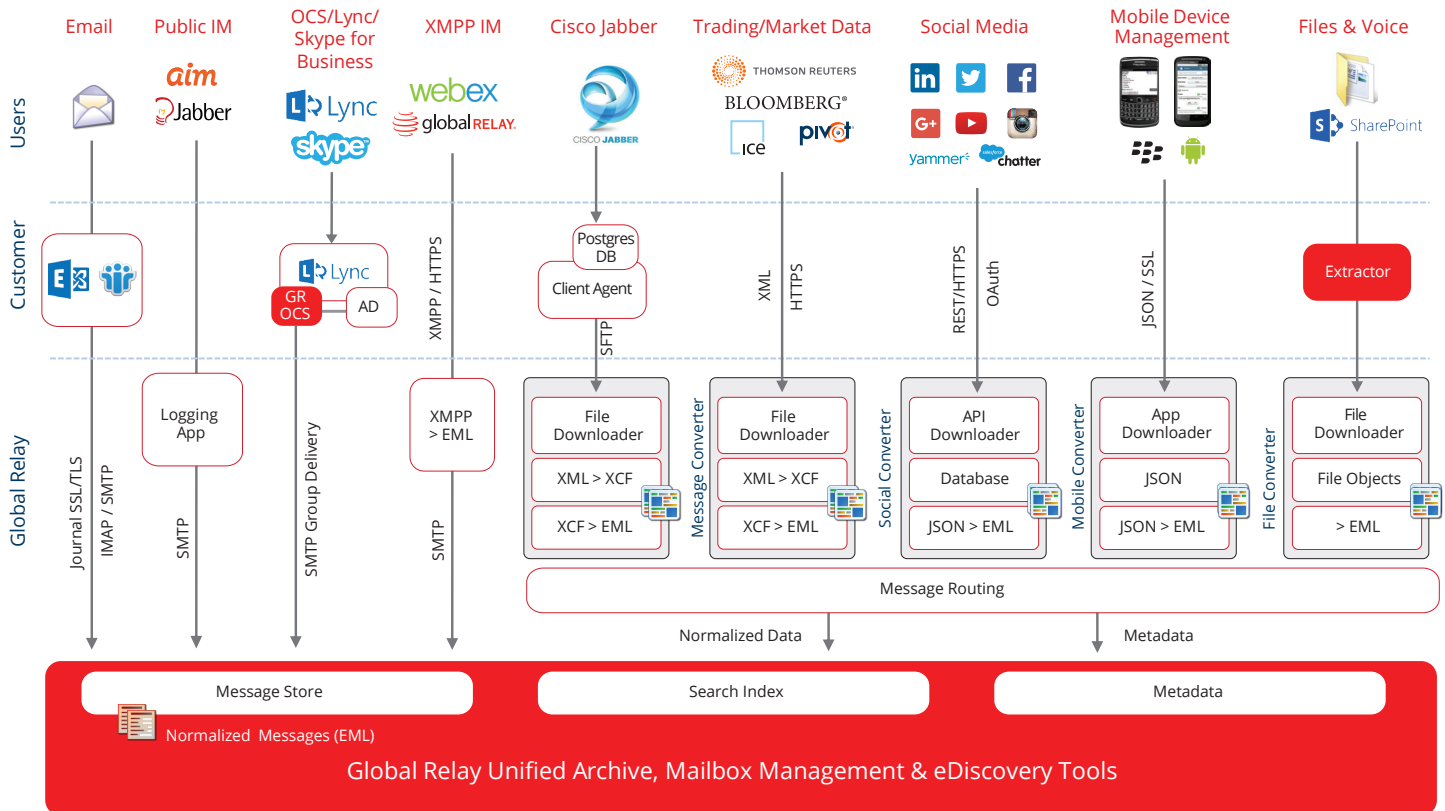 Email
Public IM
OCS/Lync/
Skype for
Business
XMPP IM
Cisco Jabber
Trading/Market Data
Social Media
Mobile Device
Management
Files & Voice
Users
aim
Jabber
Lync
skype
webex
globalRELAY.
CISCO JABBER
THOMSON REUTERS
BLOOMBERG®
ice
pivot
in
f
G+
yammer
salesforce
chatter
S
SharePoint
Customer
E
Lync
GR
OCS
AD
XMPP / HTTPS
Postgres
DB
Client Agent
SFTP
XML
HTTPS
REST/HTTPS
OAuth
JSON / SSL
Extractor
Global Relay
Journal SSL/TLS
IMAP / SMTP
Logging
App
SMTP
SMTP Group Delivery
XMPP
> EML
SMTP
File
Downloader
XML > XCF
XCF > EML
Message Converter
File
Downloader
XML > XCF
XCF > EML
Social Converter
API
Downloader
Database
JSON > EML
Mobile Converter
App
Downloader
JSON
JSON > EML
File Converter
File
Downloader
File Objects
> EML
Message Routing
Normalized Data
Metadata
Message Store
Search Index
Metadata
Normalized Messages (EML)
Global Relay Unified Archive, Mailbox Management & eDiscovery Tools